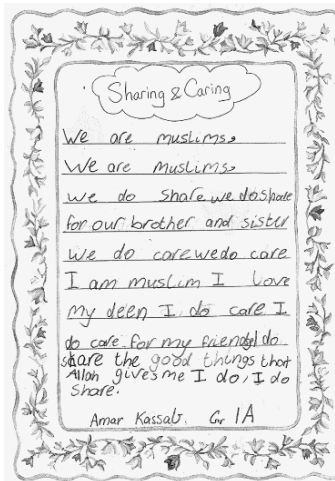 Sharing & Caring
We are muslims,
We are muslims,
we do share we do share
for our brother and sister
we do care we do care
I am muslim I love
my deen I do care I
do care for my friend I do
share the good things that
Allah gives me I do, I do
share.
Amar Kassab. Gr 1A